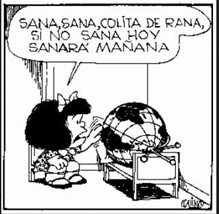 SANA, SANA, COLITA DE RANA,
SI NO SANA HOY
SANARÁ MAÑANA